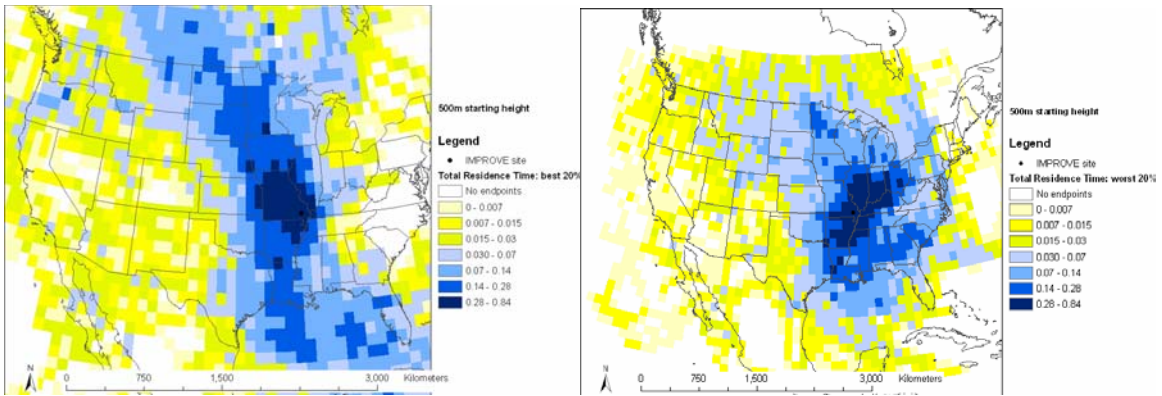 500m starting height
Legend
IMPROVE site
Total Residence Time: best 20%
No endpoints
0 - 0.007
0.007 - 0.015
0.015 - 0.03
0.030 - 0.07
0.07 - 0.14
0.14 - 0.28
0.28 - 0.84
N
0 750 1,500 3,000 Kilometers
500m starting height
Legend
IMPROVE site
Total Residence Time: worst 20%
No endpoints
0 - 0.007
0.007 - 0.015
0.015 - 0.03
0.030 - 0.07
0.07 - 0.14
0.14 - 0.28
0.28 - 0.84
N
0 375 750 1,500 3,000 Kilometers